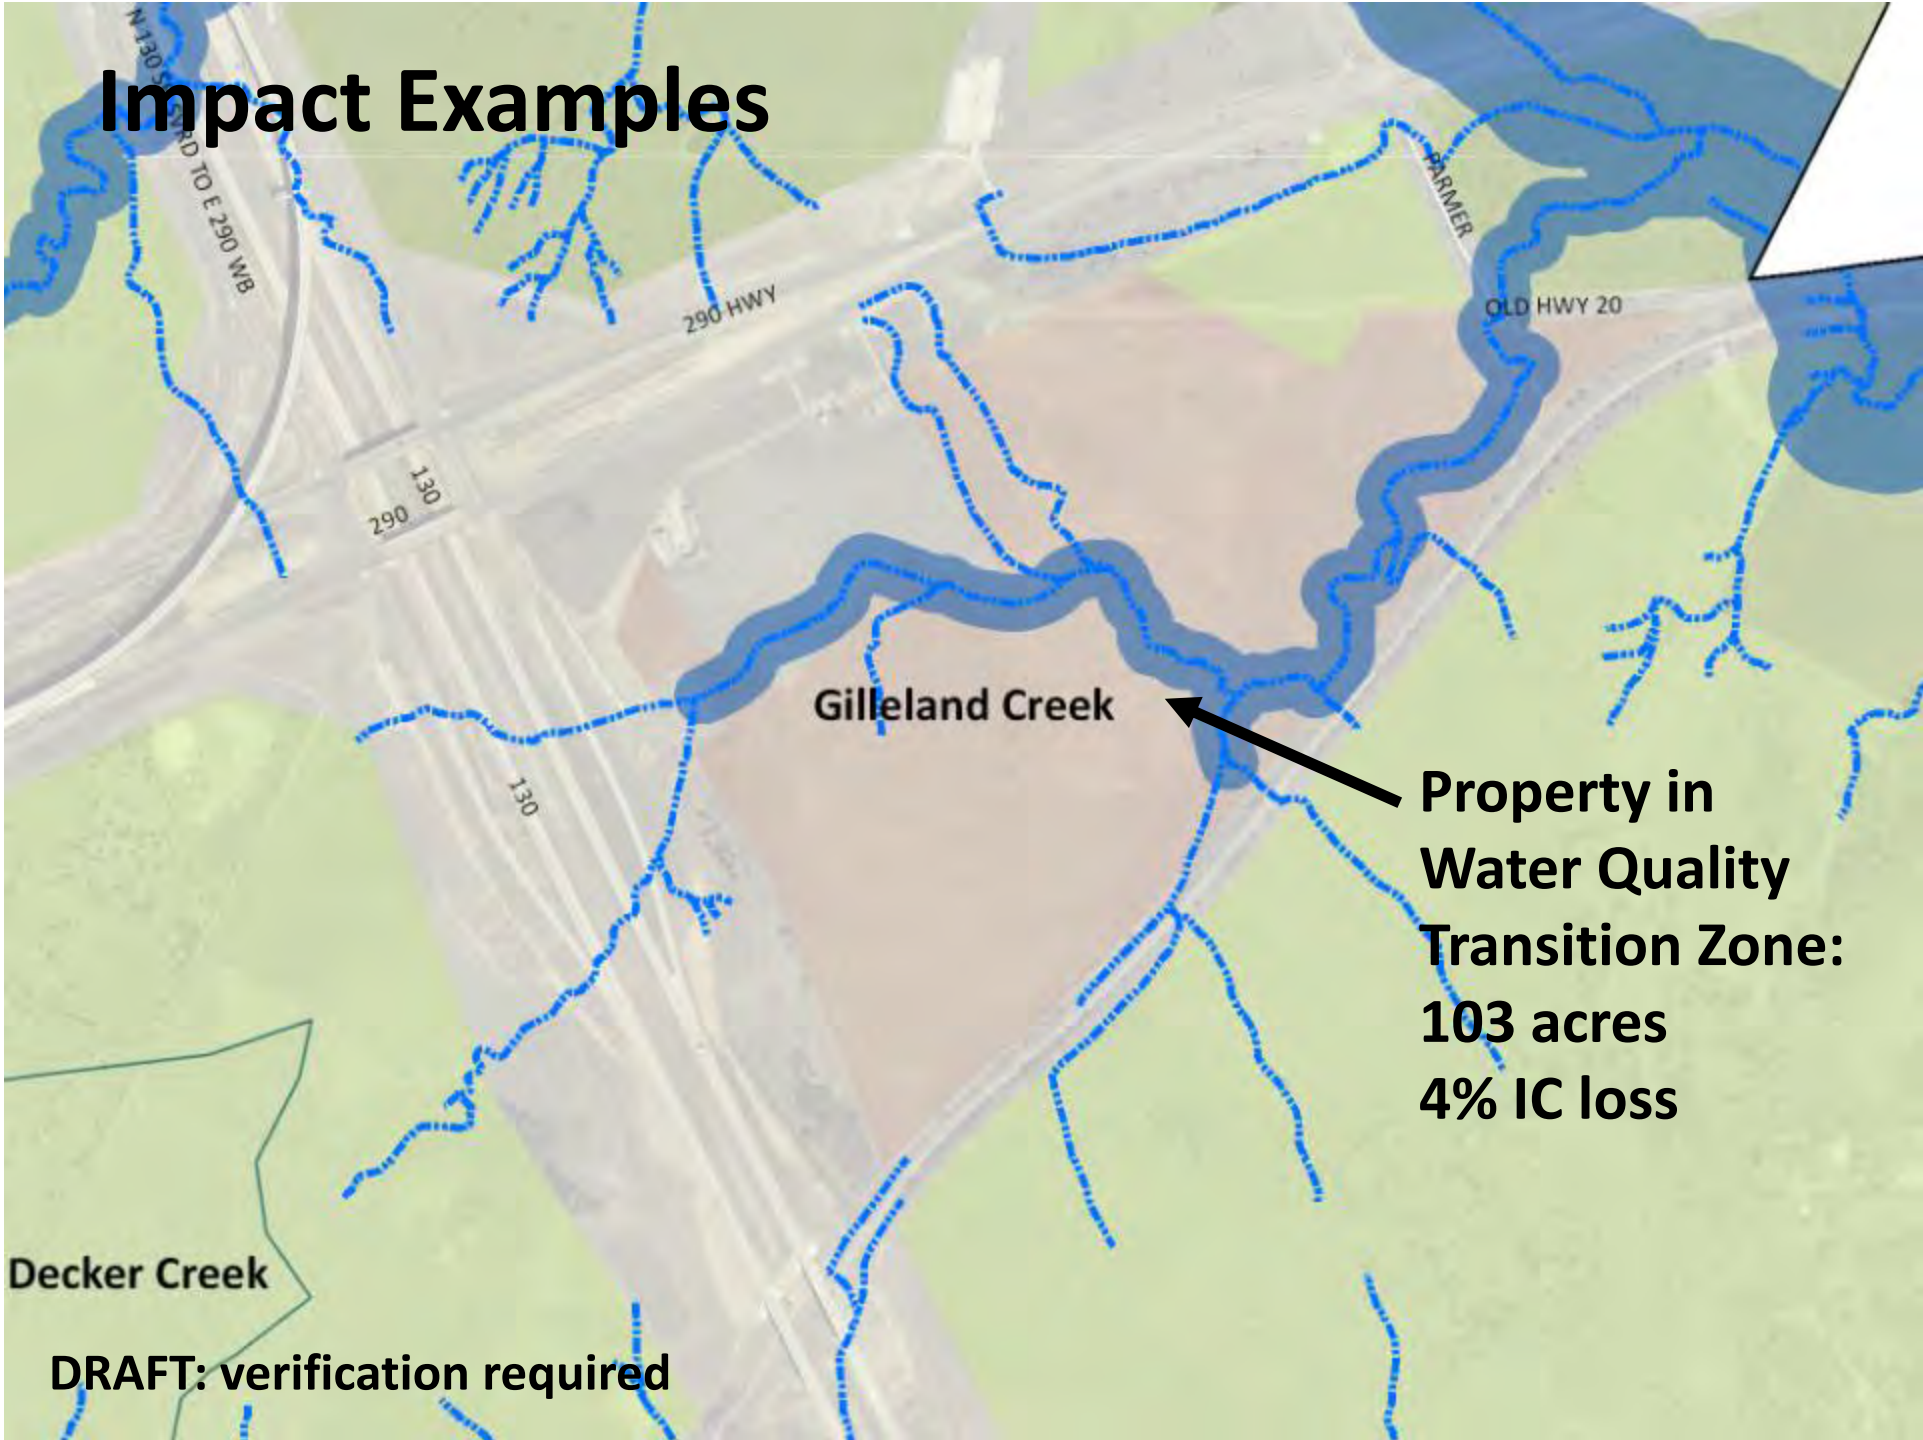 Impact Examples
N 130 S
SVRD TO E 290 WB
PARMER
290 HWY
OLD HWY 20
130
290
Gilleland Creek
130
Property in
Water Quality
Transition Zone:
103 acres
4% IC loss
Decker Creek
DRAFT: verification required